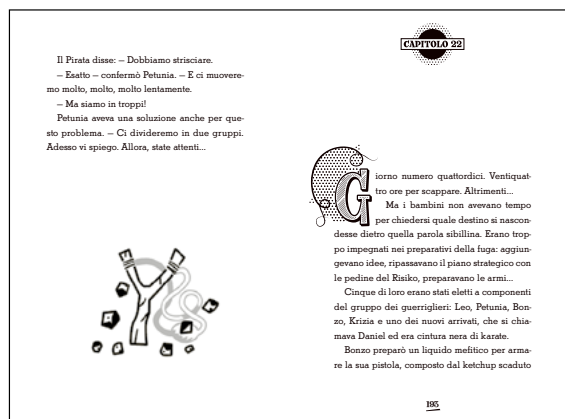 Il Pirata disse: – Dobbiamo strisciare.
– Esatto – confermò Petunia. – E ci muovere-
mo molto, molto, molto lentamente.
– Ma siamo in troppi!
Petunia aveva una soluzione anche per que-
sto problema. – Ci divideremo in due gruppi.
Adesso vi spiego. Allora, state attenti...
CAPITOLO 22
Giorno numero quattordici. Ventiquat-
tro ore per scappare. Altrimenti...
Ma i bambini non avevano tempo
per chiedersi quale destino si nascon-
desse dietro quella parola sibillina. Erano trop-
po impegnati nei preparativi della fuga: aggiun-
gevano idee, ripassavano il piano strategico con
le pedine del Risiko, preparavano le armi...
Cinque di loro erano stati eletti a componenti
del gruppo dei guerriglieri: Leo, Petunia, Bon-
zo, Krizia e uno dei nuovi arrivati, che si chia-
mava Daniel ed era cintura nera di karate.
Bonzo preparò un liquido mefitico per arma-
re la sua pistola, composto dal ketchup scaduto
193